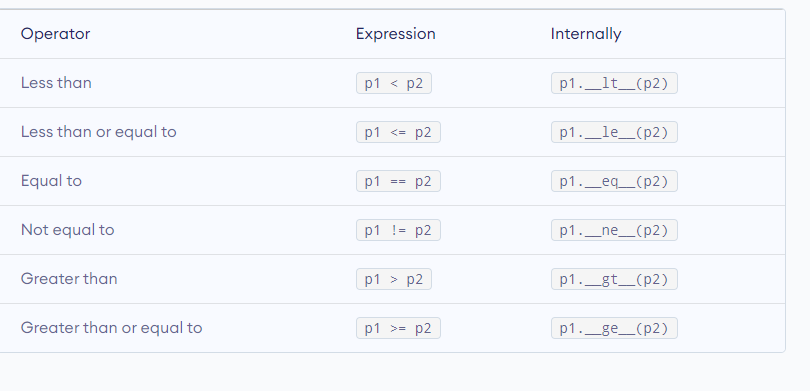 Operator Expression Internally
Less than p1 < p2 p1.__lt__(p2)
Less than or equal to p1 <= p2 p1.__le__(p2)
Equal to p1 == p2 p1.__eq__(p2)
Not equal to p1 != p2 p1.__ne__(p2)
Greater than p1 > p2 p1.__gt__(p2)
Greater than or equal to p1 >= p2 p1.__ge__(p2)